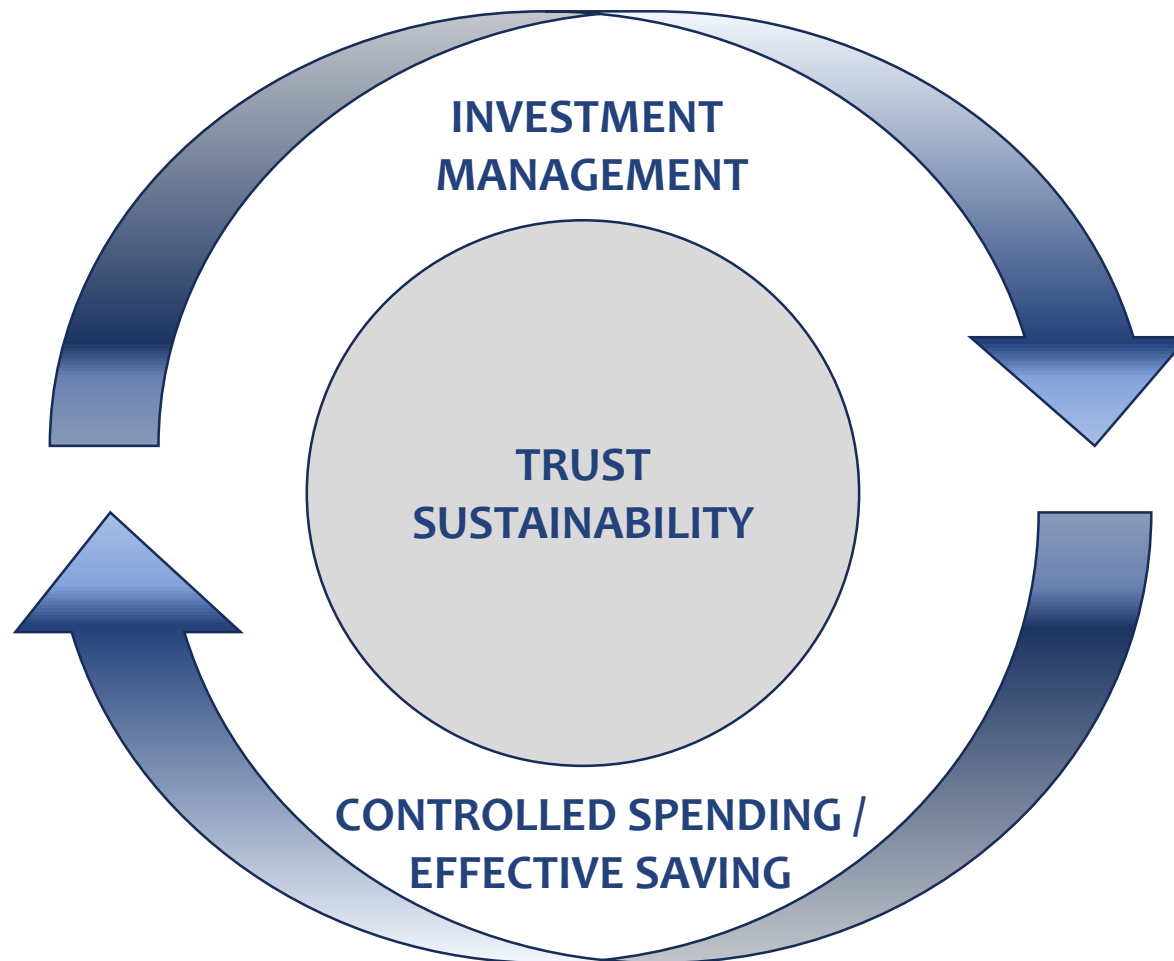 INVESTMENT
MANAGEMENT
TRUST
SUSTAINABILITY
CONTROLLED SPENDING /
EFFECTIVE SAVING